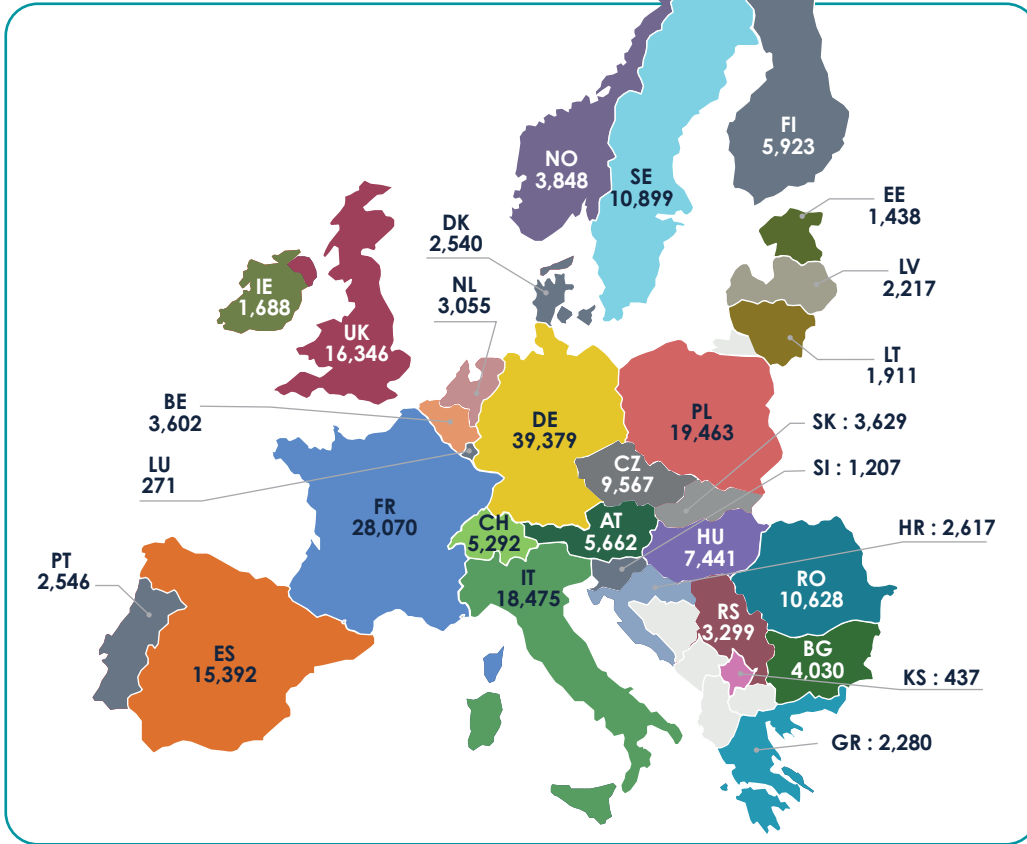 FI
5,923
NO
3,848
SE
10,899
EE
1,438
DK
2,540
LV
2,217
NL
3,055
IE
1,688
UK
16,346
LT
1,911
BE
3,602
DE
39,379
PL
19,463
SK : 3,629
LU
271
CZ
9,567
SI : 1,207
FR
28,070
CH
5,292
AT
5,662
HU
7,441
HR : 2,617
PT
2,546
IT
18,475
RO
10,628
RS
3,299
ES
15,392
BG
4,030
KS : 437
GR : 2,280